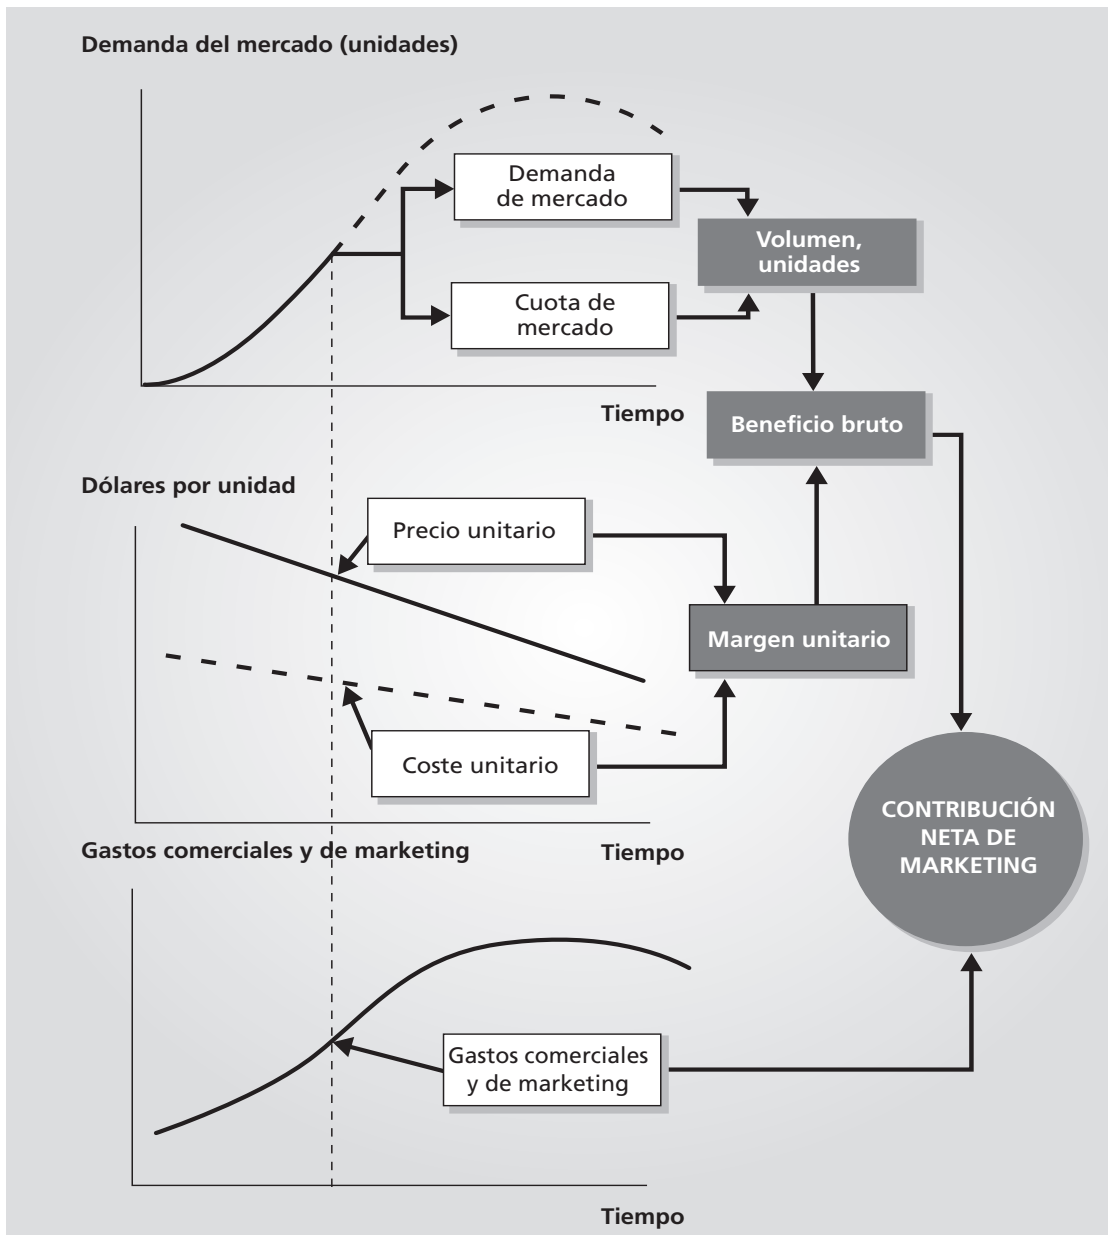 Demanda del mercado (unidades)
Demanda
de mercado
Volumen,
unidades
Cuota de
mercado
Tiempo
Beneficio bruto
Dólares por unidad
Precio unitario
Margen unitario
Coste unitario
CONTRIBUCIÓN
NETA DE
MARKETING
Gastos comerciales y de marketing
Tiempo
Gastos comerciales
y de marketing
Tiempo